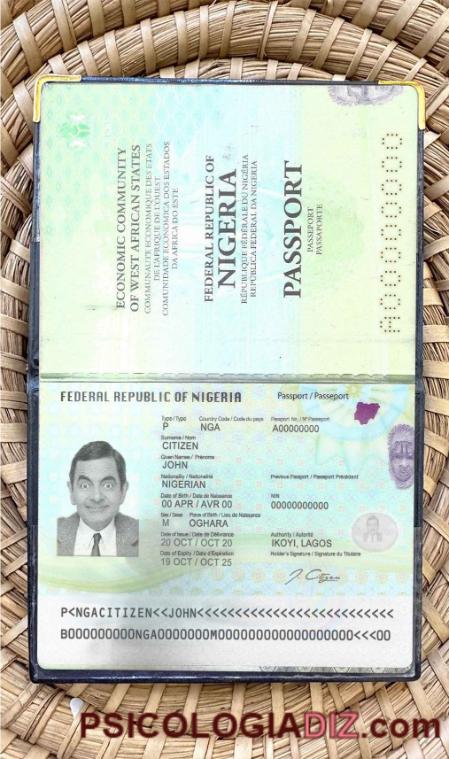 ECONOMIC COMMUNITY
OF WEST AFRICAN STATES
COMMUNAUTE ECONOMIQUE DES ETATS
DE L'AFRIQUE DE L'OUEST
COMUNIDADE ECONOMICA DOS ESTADOS
DA AFRICA DO ESTE
FEDERAL REPUBLIC OF
NIGERIA
RÉPUBLIQUE FÉDÉRALE DU NIGÉRIA
REPÚBLICA FEDERAL DA NIGERIA
PASSPORT
PASSEPORT
PASSAPORTE
A00000000
FEDERAL REPUBLIC OF NIGERIA Passport / Passeport
Type / Type Country Code / Code du pays Passport No. / N° Passeport
P NGA A00000000
Surname / Nom
CITIZEN
Given Names / Prénoms
JOHN
Nationality / Nationalité Previous Passport / Passeport Précédent
NIGERIAN
Date of Birth / Date de Naissance NIN
00 APR / AVR 00 00000000000
Sex / Sexe Place of Birth / Lieu de Naissance
M OGHARA
Date of Issue / Date de Délivrance Authority / Autorité
20 OCT / OCT 20 IKOYI, LAGOS
Date of Expiry / Date d'Expiration Holder's Signature / Signature du Titulaire
19 OCT / OCT 25
J. Citizen
P<NGACITIZEN<<JOHN<<<<<<<<<<<<<<<<<<<<<<<<<<
B000000000NGA0000000M0000000000000000000<<<00
PSICOLOGIADIZ.com